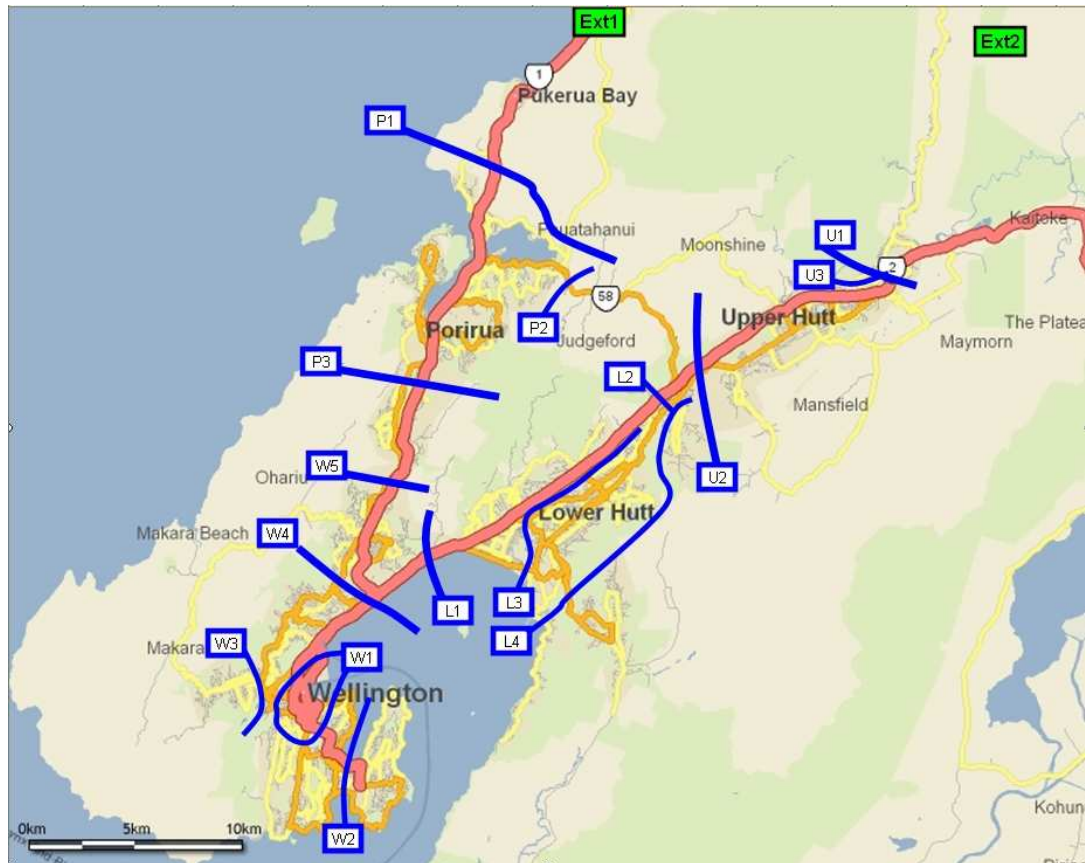 Ext1
Ext2
1
Pukerua Bay
P1
Pauatahanui
Moonshine
U1
Kaitoke
U3
2
58
P2
Porirua
Judgeford
Upper Hutt
The Plateau
Maymorn
P3
L2
Mansfield
W5
U2
Ohariu
Lower Hutt
Makara Beach
W4
L1
L3
L4
Makara
W3
W1
Wellington
W2
0km
5km
10km
Kohun